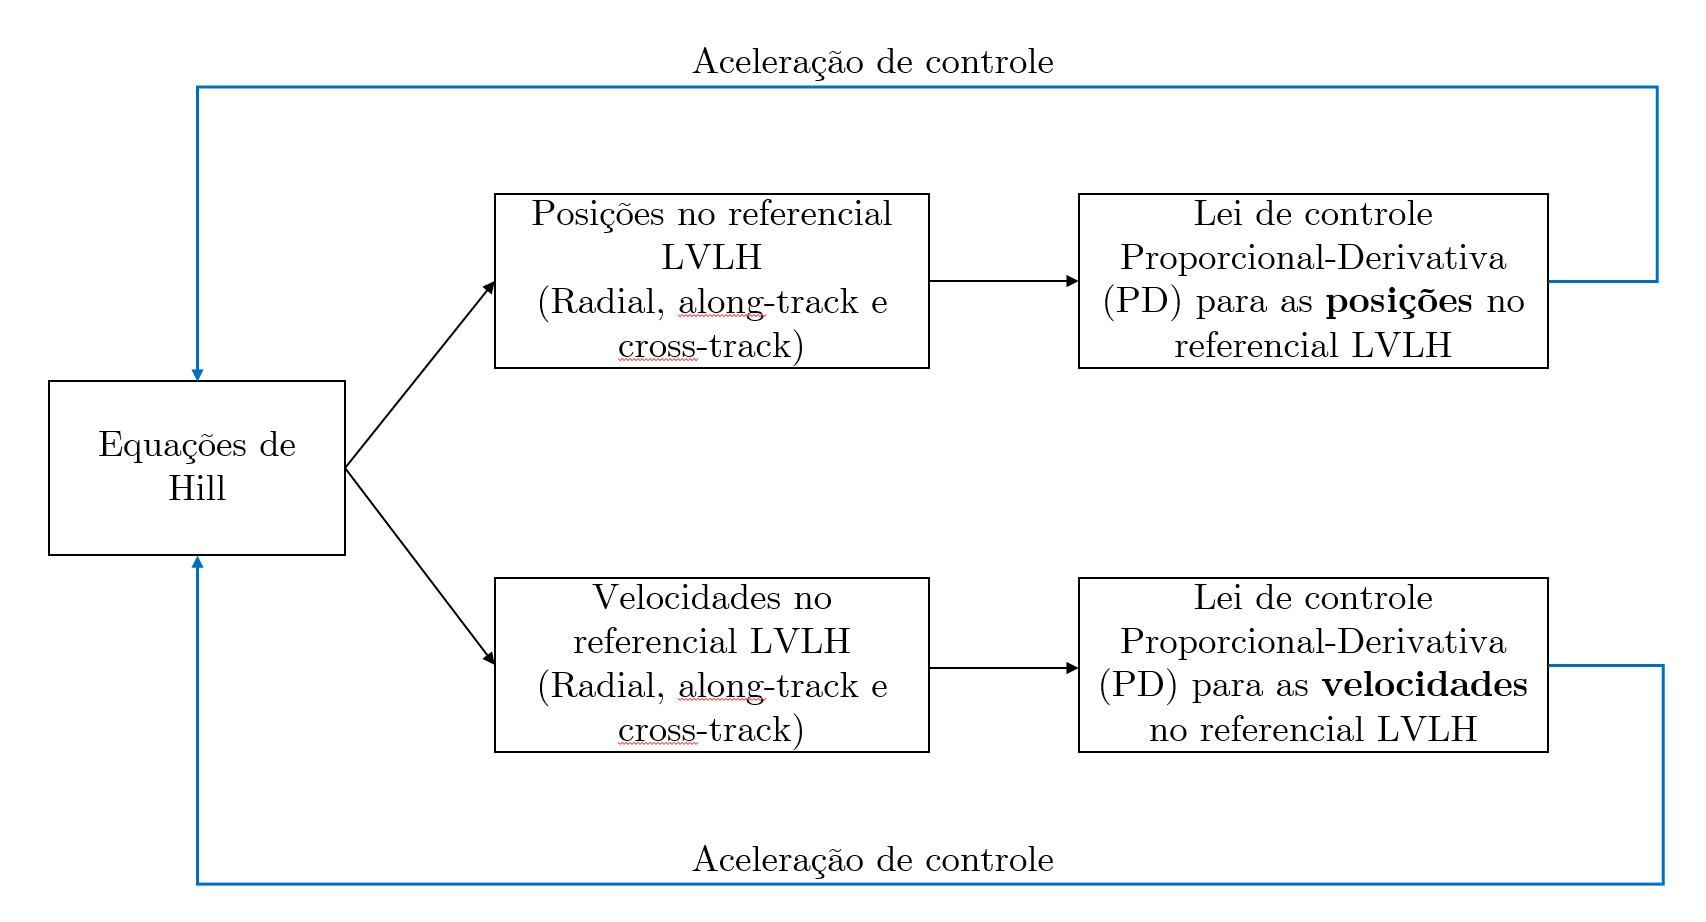 Aceleração de controle
Posições no referencial
LVLH
(Radial, along-track e
cross-track)
Lei de controle
Proporcional-Derivativa
(PD) para as posições no
referencial LVLH
Equações de
Hill
Velocidades no
referencial LVLH
(Radial, along-track e
cross-track)
Lei de controle
Proporcional-Derivativa
(PD) para as velocidades
no referencial LVLH
Aceleração de controle